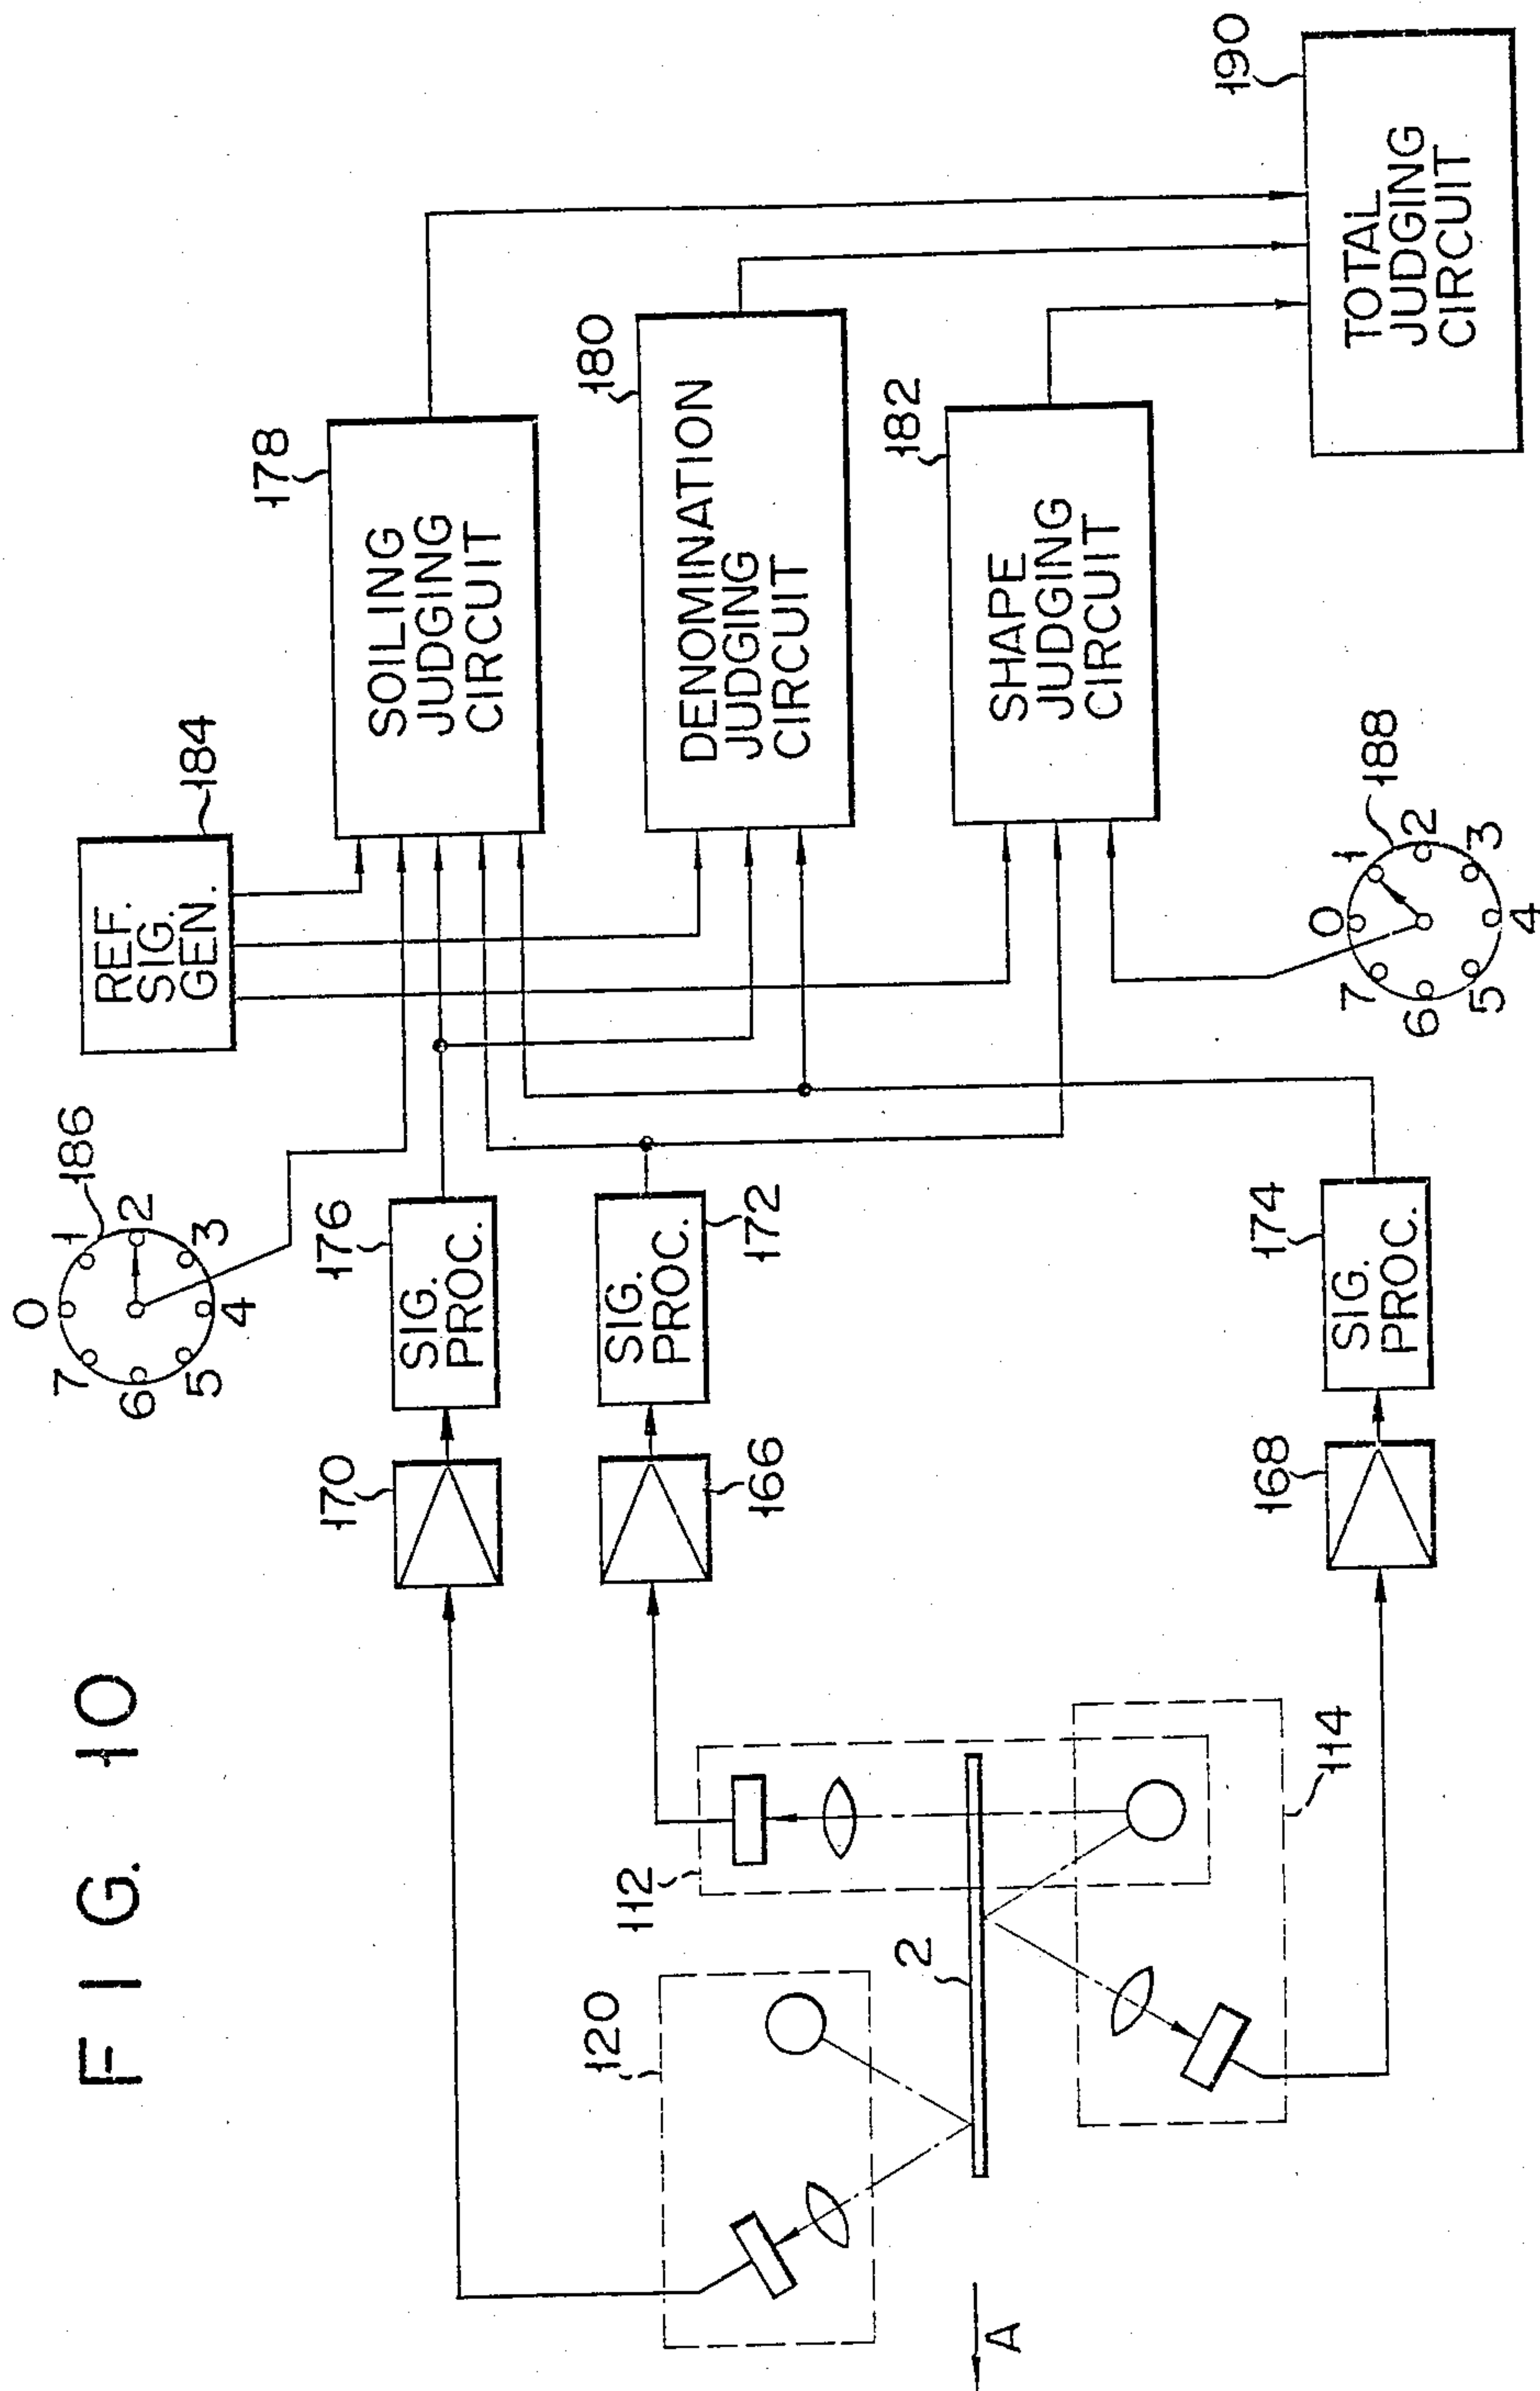 FIG. 10
REF.
SIG.
GEN.
184
186
0
1
2
3
4
5
6
7
170
176
SIG.
PROC.
178
SOILING
JUDGING
CIRCUIT
166
172
SIG.
PROC.
180
DENOMINATION
JUDGING
CIRCUIT
182
SHAPE
JUDGING
CIRCUIT
190
TOTAL
JUDGING
CIRCUIT
188
0
1
2
3
4
5
6
7
168
174
SIG.
PROC.
120
112
2
114
A